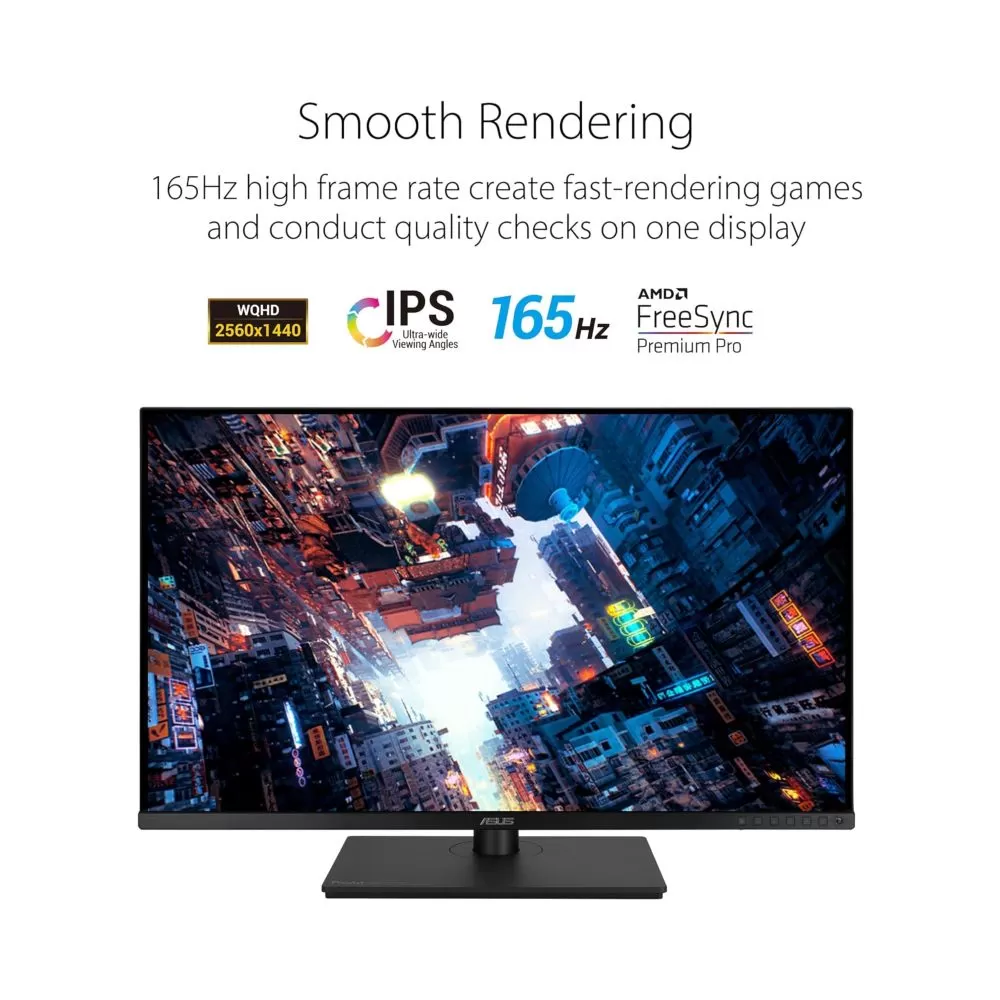 Smooth Rendering
165Hz high frame rate create fast-rendering games
and conduct quality checks on one display
WQHD
2560x1440
IPS
Ultra-wide
Viewing Angles
165Hz
AMD
FreeSync
Premium Pro
ASUS